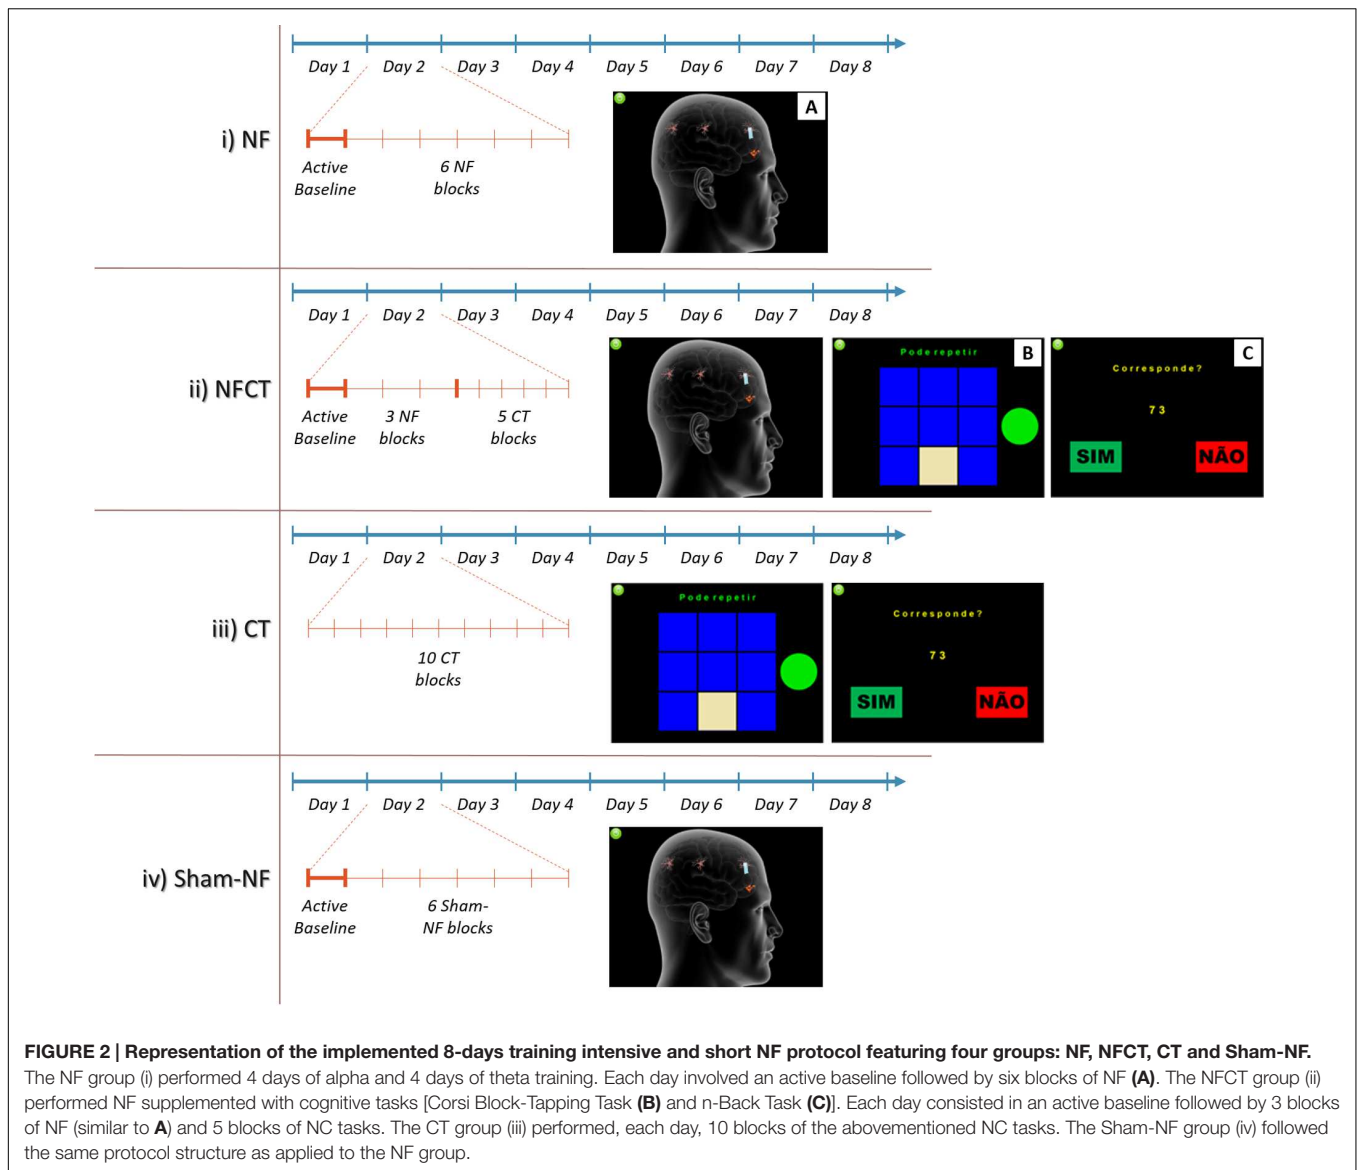 Day 1 Day 2 Day 3 Day 4 Day 5 Day 6 Day 7 Day 8
A
i) NF
Active
Baseline
6 NF
blocks
Day 1 Day 2 Day 3 Day 4 Day 5 Day 6 Day 7 Day 8
ii) NFCT
Active
Baseline
3 NF
blocks
5 CT
blocks
Pode repetir
B
Corresponde?
C
7 3
SIM NÃO
Day 1 Day 2 Day 3 Day 4 Day 5 Day 6 Day 7 Day 8
iii) CT
10 CT
blocks
Pode repetir
Corresponde?
7 3
SIM NÃO
Day 1 Day 2 Day 3 Day 4 Day 5 Day 6 Day 7 Day 8
iv) Sham-NF
Active
Baseline
6 Sham-
NF blocks
FIGURE 2 | Representation of the implemented 8-days training intensive and short NF protocol featuring four groups: NF, NFCT, CT and Sham-NF.
The NF group (i) performed 4 days of alpha and 4 days of theta training. Each day involved an active baseline followed by six blocks of NF (A). The NFCT group (ii)
performed NF supplemented with cognitive tasks [Corsi Block-Tapping Task (B) and n-Back Task (C)]. Each day consisted in an active baseline followed by 3 blocks
of NF (similar to A) and 5 blocks of NC tasks. The CT group (iii) performed, each day, 10 blocks of the abovementioned NC tasks. The Sham-NF group (iv) followed
the same protocol structure as applied to the NF group.